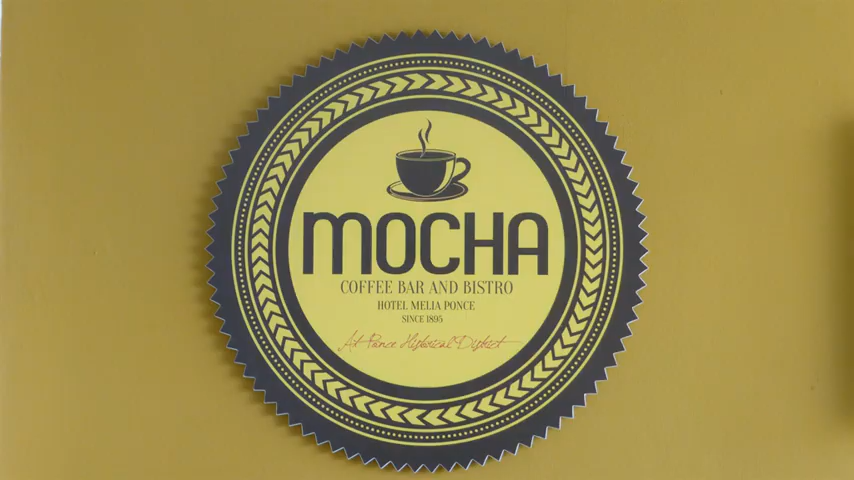 MOCHA
COFFEE BAR AND BISTRO
HOTEL MELIA PONCE
SINCE 1895
At Ponce Historical District